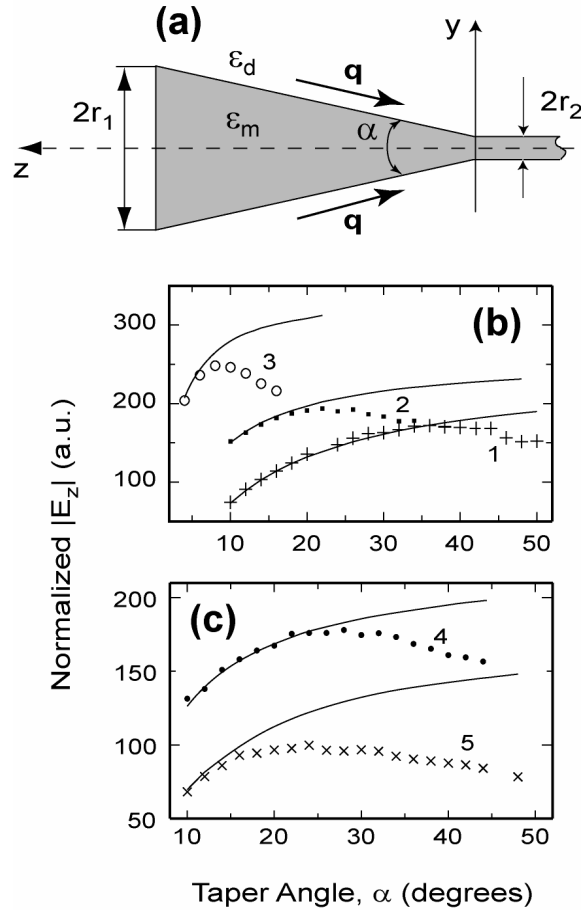 (a)
y
εd
q
2r1
εm
α
2r2
z
q
(b)
300
3
200
2
1
100
10 20 30 40 50
(c)
200
4
150
100
5
50
10 20 30 40 50
Normalized |Ez| (a.u.)
Taper Angle, α (degrees)